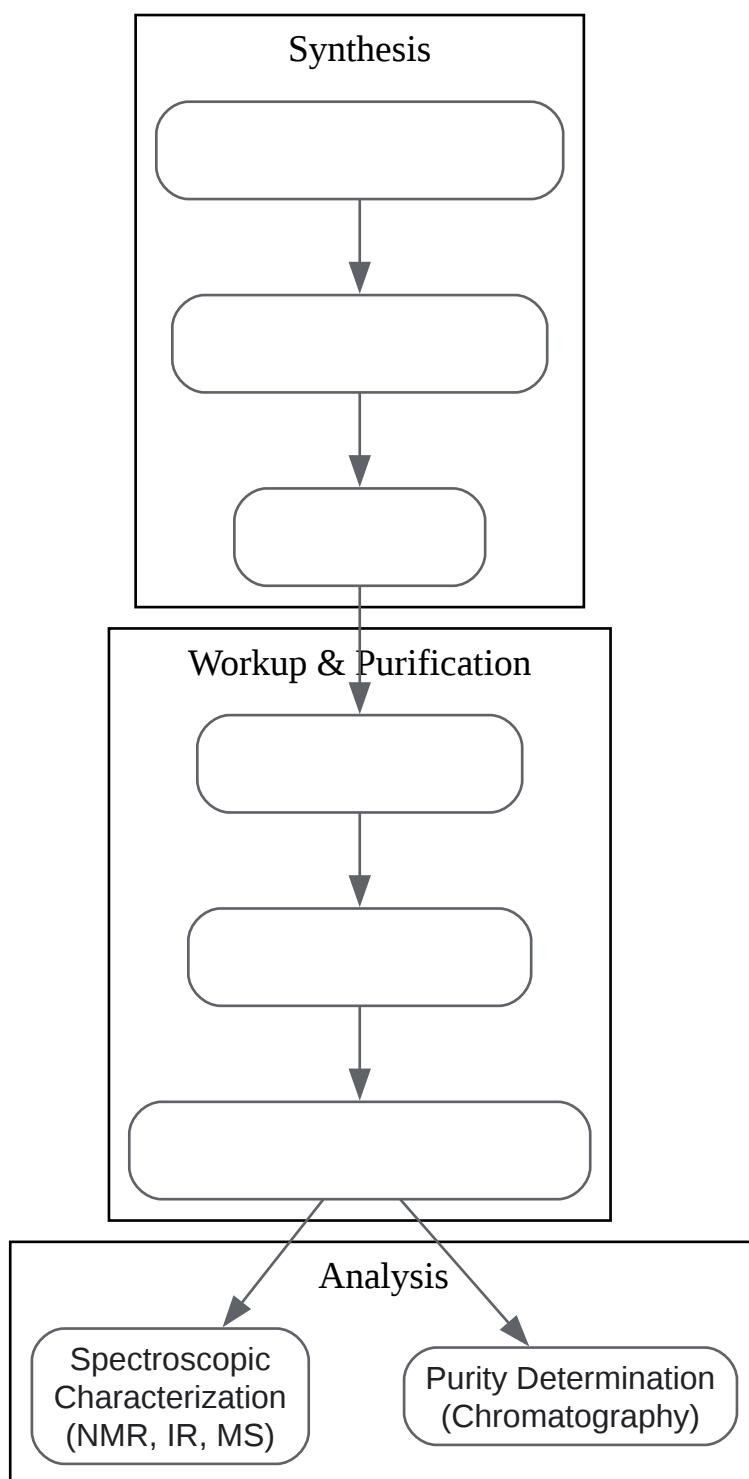 Synthesis
Workup & Purification
Analysis
Spectroscopic
Characterization
(NMR, IR, MS)
Purity Determination
(Chromatography)